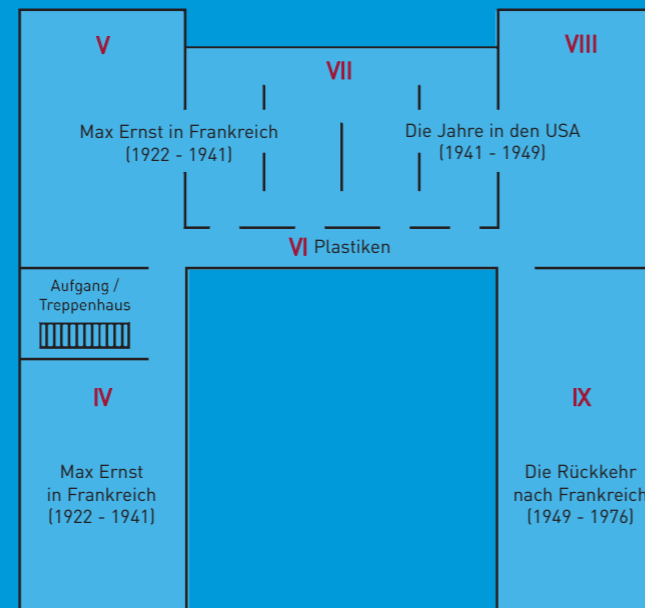 V
VII
VIII
Max Ernst in Frankreich
(1922 - 1941)
Die Jahre in den USA
(1941 - 1949)
VI Plastiken
Aufgang /
Treppenhaus
IV
IX
Max Ernst
in Frankreich
(1922 - 1941)
Die Rückkehr
nach Frankreich
(1949 - 1976)